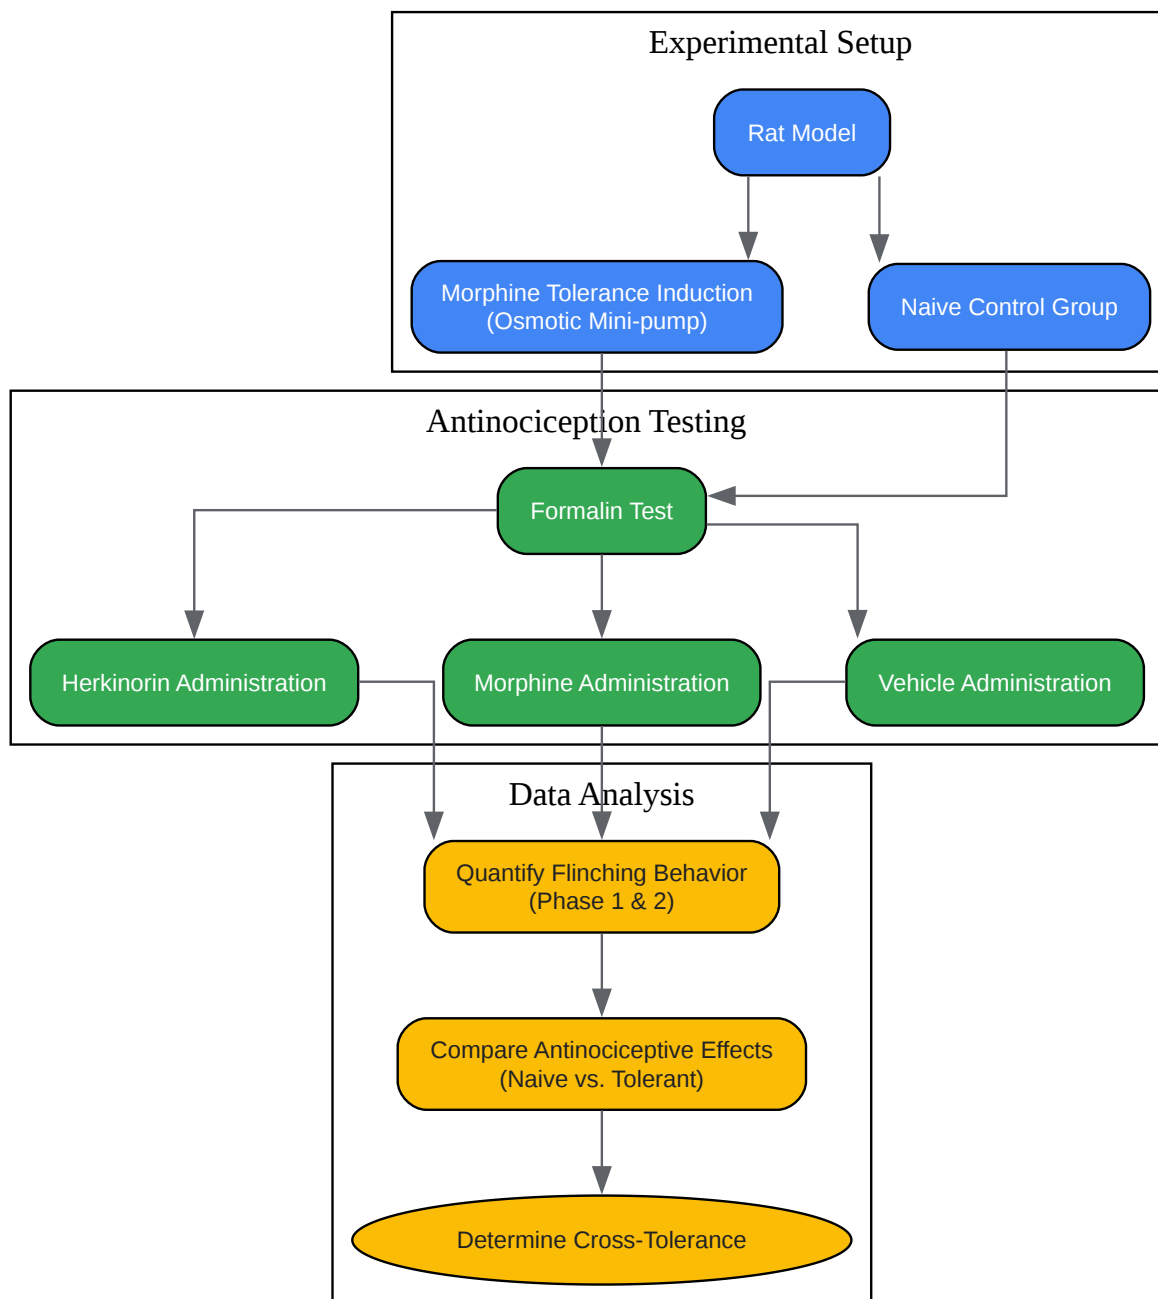 Experimental Setup
Rat Model
Morphine Tolerance Induction
(Osmotic Mini-pump)
Naive Control Group
Antinociception Testing
Formalin Test
Herkinorin Administration
Morphine Administration
Vehicle Administration
Data Analysis
Quantify Flinching Behavior
(Phase 1 & 2)
Compare Antinociceptive Effects
(Naive vs. Tolerant)
Determine Cross-Tolerance